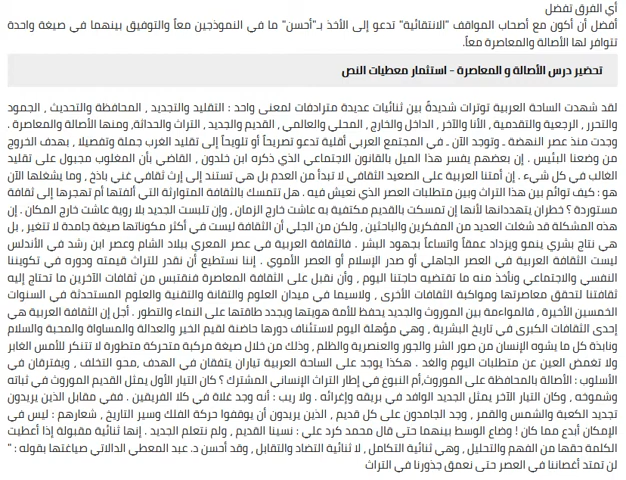 أي الفرق تفضل
أفضل أن أكون مع أصحاب المواقف "الانتقائية" تدعو إلى الأخذ بـ"أحسن" ما في النموذجين معاً والتوفيق بينهما في صيغة واحدة
تتوافر لها الأصالة والمعاصرة معاً.
تحضير درس الأصالة و المعاصرة – استثمار معطيات النص
لقد شهدت الساحة العربية توترات شديدةً بين ثنائيات عديدة مترادفات لمعنى واحد : التقليد والتجديد , المحافظة والتحديث , الجمود
والتحرر , الرجعية والتقدمية , الأنا والآخر , الداخل والخارج , المحلي والعالمي , القديم والجديد , التراث والحداثة, ومنها الأصالة والمعاصرة .
وجدت منذ عصر النهضة . وتوجد الآن . في المجتمع العربي أقلية تدعو تصريحاً أو تلويحاً إلى تقليد الغرب جملة وتفصيلا , بهدف الخروج
من وضعنا البئيس . إن بعضهم يفسر هذا الميل بالقانون الاجتماعي الذي ذكره ابن خلدون , القاضي بأن المغلوب مجبول على تقليد
الغالب في كل شيء . إن أمتنا العربية على الصعيد الثقافي لا تبدأ من العدم بل هي تستند إلى إرث ثقافي غني باذخ , وما يشغلها الآن
هو : كيف توائم بين هذا التراث وبين متطلبات العصر الذي نعيش فيه . هل تتمسك بالثقافة المتوارثة التي ألفتها أم تهجرها إلى ثقافة
مستوردة ؟ خطران يتهددانها لأنها إن تمسكت بالقديم مكتفية به عاشت خارج الزمان , وإن تلبست الجديد بلا روية عاشت خارج المكان . إن
هذه المشكلة قد شغلت العديد من المفكرين والباحثين , ولكن من الجلي أن الثقافة ليست في أكثر مكوناتها صيغة جامدة لا تتغير , بل
هي نتاج بشري ينمو ويزداد عمقاً واتساعاً بجهود البشر . فالثقافة العربية في عصر المعري ببلاد الشام وعصر ابن رشد في الأندلس
ليست الثقافة العربية في العصر الجاهلي أو صدر الإسلام أو العصر الأموي . إننا نستطيع أن نقدر للتراث قيمته ودوره في تكويننا
النفسي والاجتماعي ونأخذ منه ما تقتضيه حاجتنا اليوم , وأن نقبل على الثقافة المعاصرة فنقتبس من ثقافات الآخرين ما تحتاج إليه
ثقافتنا لتحقق معاصرتها ومواكبة الثقافات الأخرى , ولاسيما في ميدان العلوم والتقانة والتقنية والعلوم المستحدثة في السنوات
الخمسين الأخيرة , فالمواءمة بين الموروث والجديد يحفظ للأمة هويتها ويجدد طاقتها على النماء والتطور . أجل إن الثقافة العربية هي
إحدى الثقافات الكبرى في تاريخ البشرية , وهي مؤهلة اليوم لاستئناف دورها حاضنة لقيم الخير والعدالة والمساواة والمحبة والسلام
ونابذة كل ما يشوه الإنسان من صور الشر والجور والعنصرية والظلم , وذلك من خلال صيغة مركبة متحركة متطورة لا تتنكر للأمس الغابر
ولا تغمض العين عن متطلبات اليوم والغد . هكذا يوجد على الساحة العربية تياران يتفقان في الهدف ,محو التخلف , ويفترقان في
الأسلوب : الأصالة بالمحافظة على الموروث,أم النبوغ في إطار التراث الإنساني المشترك ؟ كان التيار الأول يمثل القديم الموروث في ثباته
وشموخه , وكان التيار الآخر يمثل الجديد الوافد في بريقه وإغرائه . ولا ريب : أنه وجد غلاة في كلا الفريقين . ففي مقابل الذين يريدون
تجديد الكعبة والشمس والقمر , وجد الجامدون على كل قديم , الذين يريدون أن يوقفوا حركة الفلك وسير التاريخ , شعارهم : ليس في
الإمكان أبدع مما كان ! وضاع الوسط بينهما حتى قال محمد كرد علي : نسينا القديم , ولم نتعلم الجديد . إنها ثنائية مقبولة إذا أعطيت
الكلمة حقها من الفهم والتحليل , وهي ثنائية التكامل , لا ثنائية التضاد والتقابل , وقد أحسن د. عبد المعطي الدالاتي صياغتها بقوله : "
لن تمتد أغصاننا في العصر حتى نعمق جذورنا في التراث